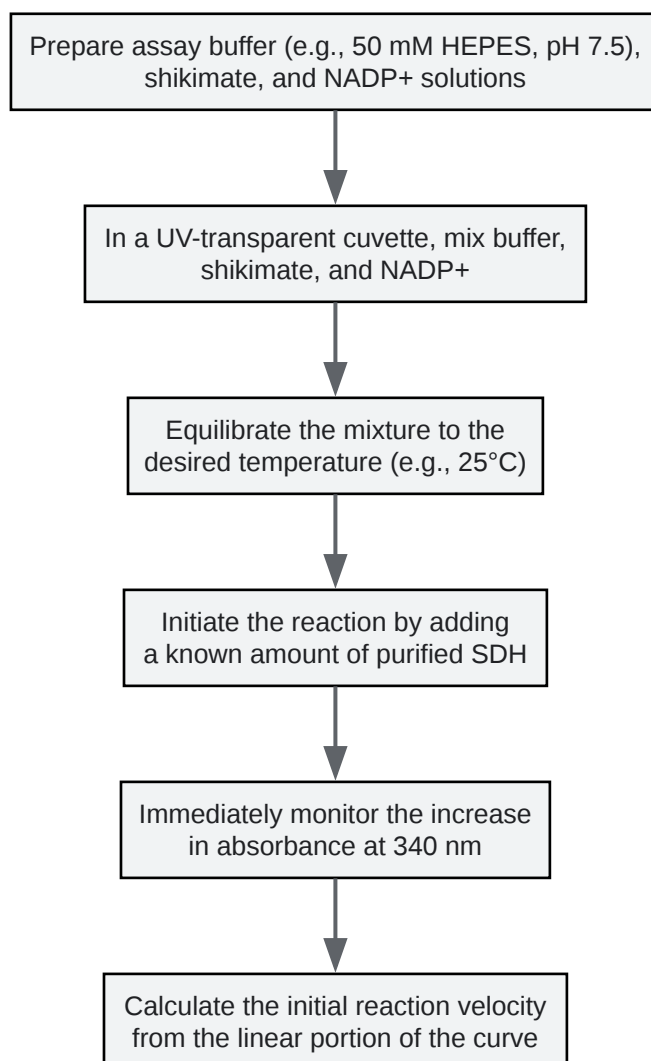 Prepare assay buffer (e.g., 50 mM HEPES, pH 7.5),
shikimate, and NADP+ solutions
In a UV-transparent cuvette, mix buffer,
shikimate, and NADP+
Equilibrate the mixture to the
desired temperature (e.g., 25°C)
Initiate the reaction by adding
a known amount of purified SDH
Immediately monitor the increase
in absorbance at 340 nm
Calculate the initial reaction velocity
from the linear portion of the curve